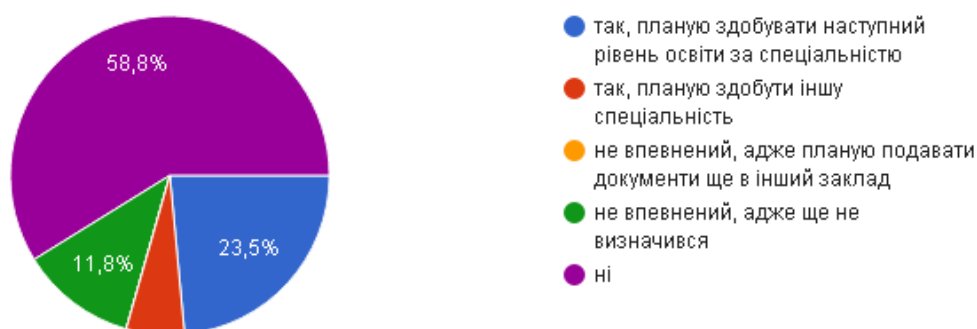 58,8%
11,8%
23,5%
так, планую здобувати наступний
рівень освіти за спеціальністю
так, планую здобути іншу
спеціальність
не впевнений, адже планую подавати
документи ще в інший заклад
не впевнений, адже ще не
визначився
ні